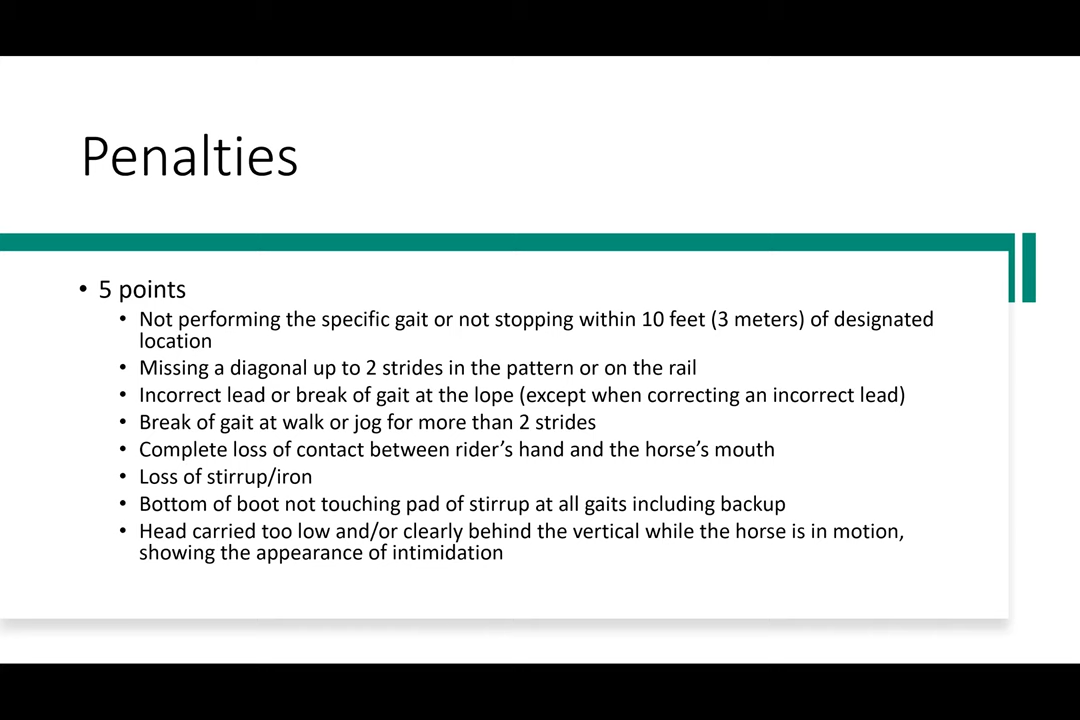 Penalties
• 5 points
• Not performing the specific gait or not stopping within 10 feet (3 meters) of designated
location
• Missing a diagonal up to 2 strides in the pattern or on the rail
• Incorrect lead or break of gait at the lope (except when correcting an incorrect lead)
• Break of gait at walk or jog for more than 2 strides
• Complete loss of contact between rider’s hand and the horse’s mouth
• Loss of stirrup/iron
• Bottom of boot not touching pad of stirrup at all gaits including backup
• Head carried too low and/or clearly behind the vertical while the horse is in motion,
showing the appearance of intimidation